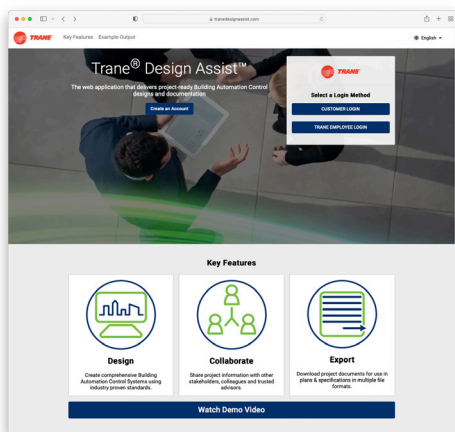 tranedesignassist.com
TRANE
Key Features Example Output
English
Trane® Design Assist™
The web application that delivers project-ready Building Automation Control
designs and documentation
Create an Account
TRANE
Select a Login Method
CUSTOMER LOGIN
TRANE EMPLOYEE LOGIN
Key Features
Design
Create comprehensive Building
Automation Control Systems using
industry proven standards.
Collaborate
Share project information with other
stakeholders, colleagues and trusted
advisors.
Export
Download project documents for use in
plans & specifications in multiple file
formats.
Watch Demo Video